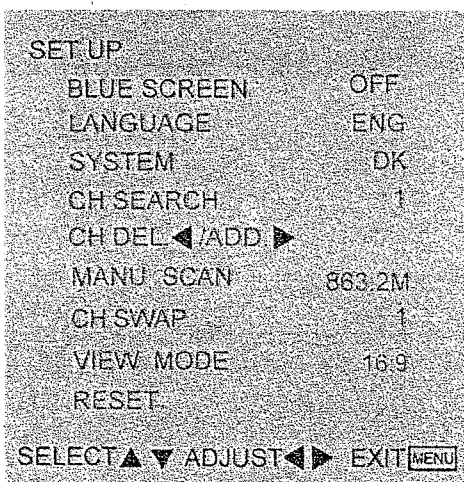 SET UP
BLUE SCREEN OFF
LANGUAGE ENG
SYSTEM DK
CH SEARCH 1
CH DEL ◀ /ADD ▶
MANU SCAN 863.2M
CH SWAP 1
VIEW MODE 16:9
RESET
SELECT ▲ ▼ ADJUST ◀ ▶ EXIT MENU